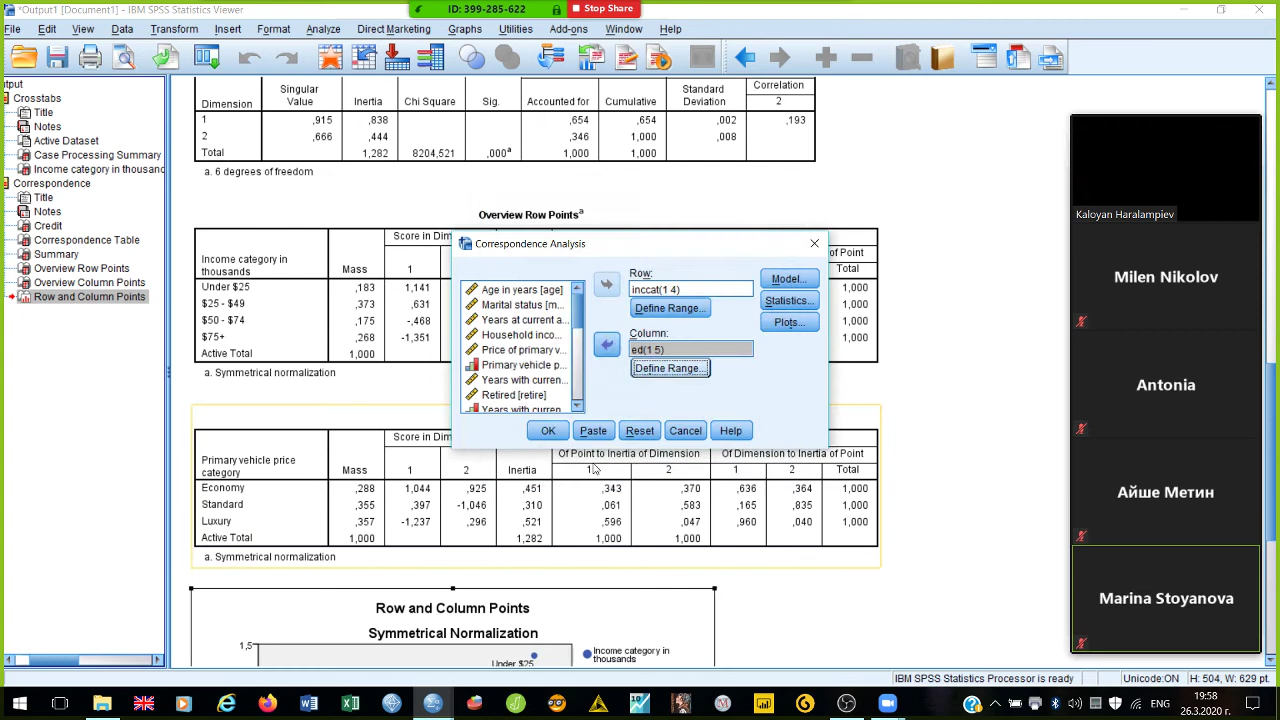 *Output1 [Document1] - IBM SPSS Statistics Viewer
ID: 399-285-622
Stop Share
File Edit View Data Transform Insert Format Analyze Direct Marketing Graphs Utilities Add-ons Window Help
Crosstabs
Title
Notes
Active Dataset
Case Processing Summary
Income category in thousand
Correspondence
Title
Notes
Credit
Correspondence Table
Summary
Overview Row Points
Overview Column Points
Row and Column Points
Dimension Singular Value Inertia Chi Square Sig. Accounted for Cumulative Standard Deviation Correlation 2
1 ,915 ,838 ,654 ,654 ,002 ,193
2 ,666 ,444 ,346 1,000 ,008
Total 1,282 8204,521 ,000a 1,000 1,000
a. 6 degrees of freedom
Overview Row Pointsa
Income category in thousands Mass Score in Dim 1 of Point Total
Under $25 ,183 1,141 1,000
$25 - $49 ,373 ,631 1,000
$50 - $74 ,175 -,468 1,000
$75+ ,268 -1,351 1,000
Active Total 1,000
a. Symmetrical normalization
Correspondence Analysis
Age in years [age]
Marital status [m...
Years at current a...
Household inco...
Price of primary v...
Primary vehicle p...
Years with curren...
Retired [retire]
Years with curren...
Row:
inccat(1 4)
Define Range...
Column:
ed(1 5)
Define Range...
Model...
Statistics...
Plots...
OK Paste Reset Cancel Help
Primary vehicle price category Mass Score in Dim 1 2 Inertia Of Point to Inertia of Dimension 1 2 Of Dimension to Inertia of Point 1 2 Total
Economy ,288 1,044 ,925 ,451 ,343 ,370 ,636 ,364 1,000
Standard ,355 ,397 -1,046 ,310 ,061 ,583 ,165 ,835 1,000
Luxury ,357 -1,237 ,296 ,521 ,596 ,047 ,960 ,040 1,000
Active Total 1,000 1,282 1,000 1,000
a. Symmetrical normalization
Row and Column Points
Symmetrical Normalization
1,5
Under $25
Income category in thousands
Kaloyan Haralampiev
Milen Nikolov
Antonia
Айше Метин
Marina Stoyanova
IBM SPSS Statistics Processor is ready
Unicode:ON
H: 504, W: 629 pt.
19:58
26.3.2020 г.